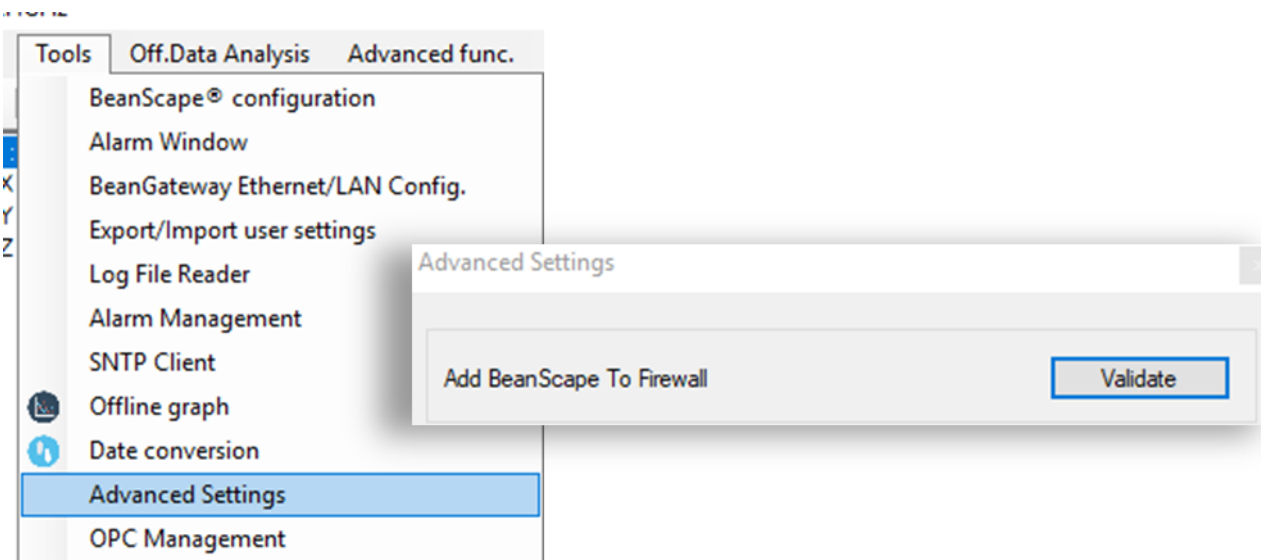 Tools Off.Data Analysis Advanced func.
BeanScape® configuration
Alarm Window
X
BeanGateway Ethernet/LAN Config.
Y
Export/Import user settings
Z
Log File Reader
Alarm Management
SNTP Client
Offline graph
Date conversion
Advanced Settings
OPC Management
Advanced Settings
Add BeanScape To Firewall
Validate